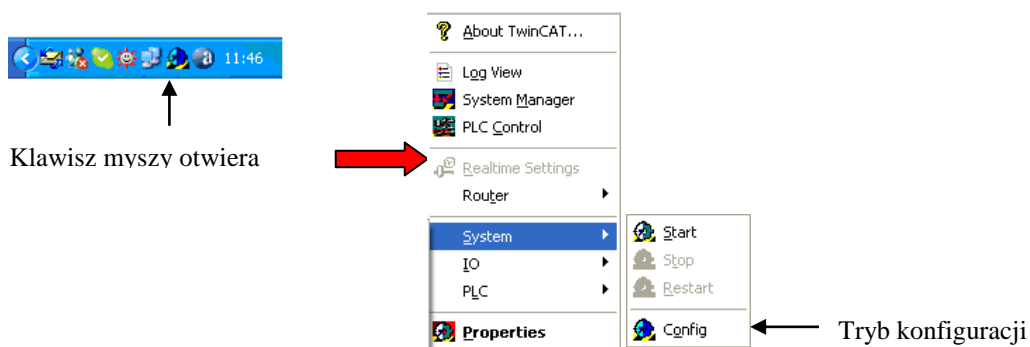 About TwinCAT...
11:46
Log View
System Manager
PLC Control
Klawisz myszy otwiera
Realtime Settings
Router
System
Start
IO
Stop
PLC
Restart
Properties
Config
Tryb konfiguracji